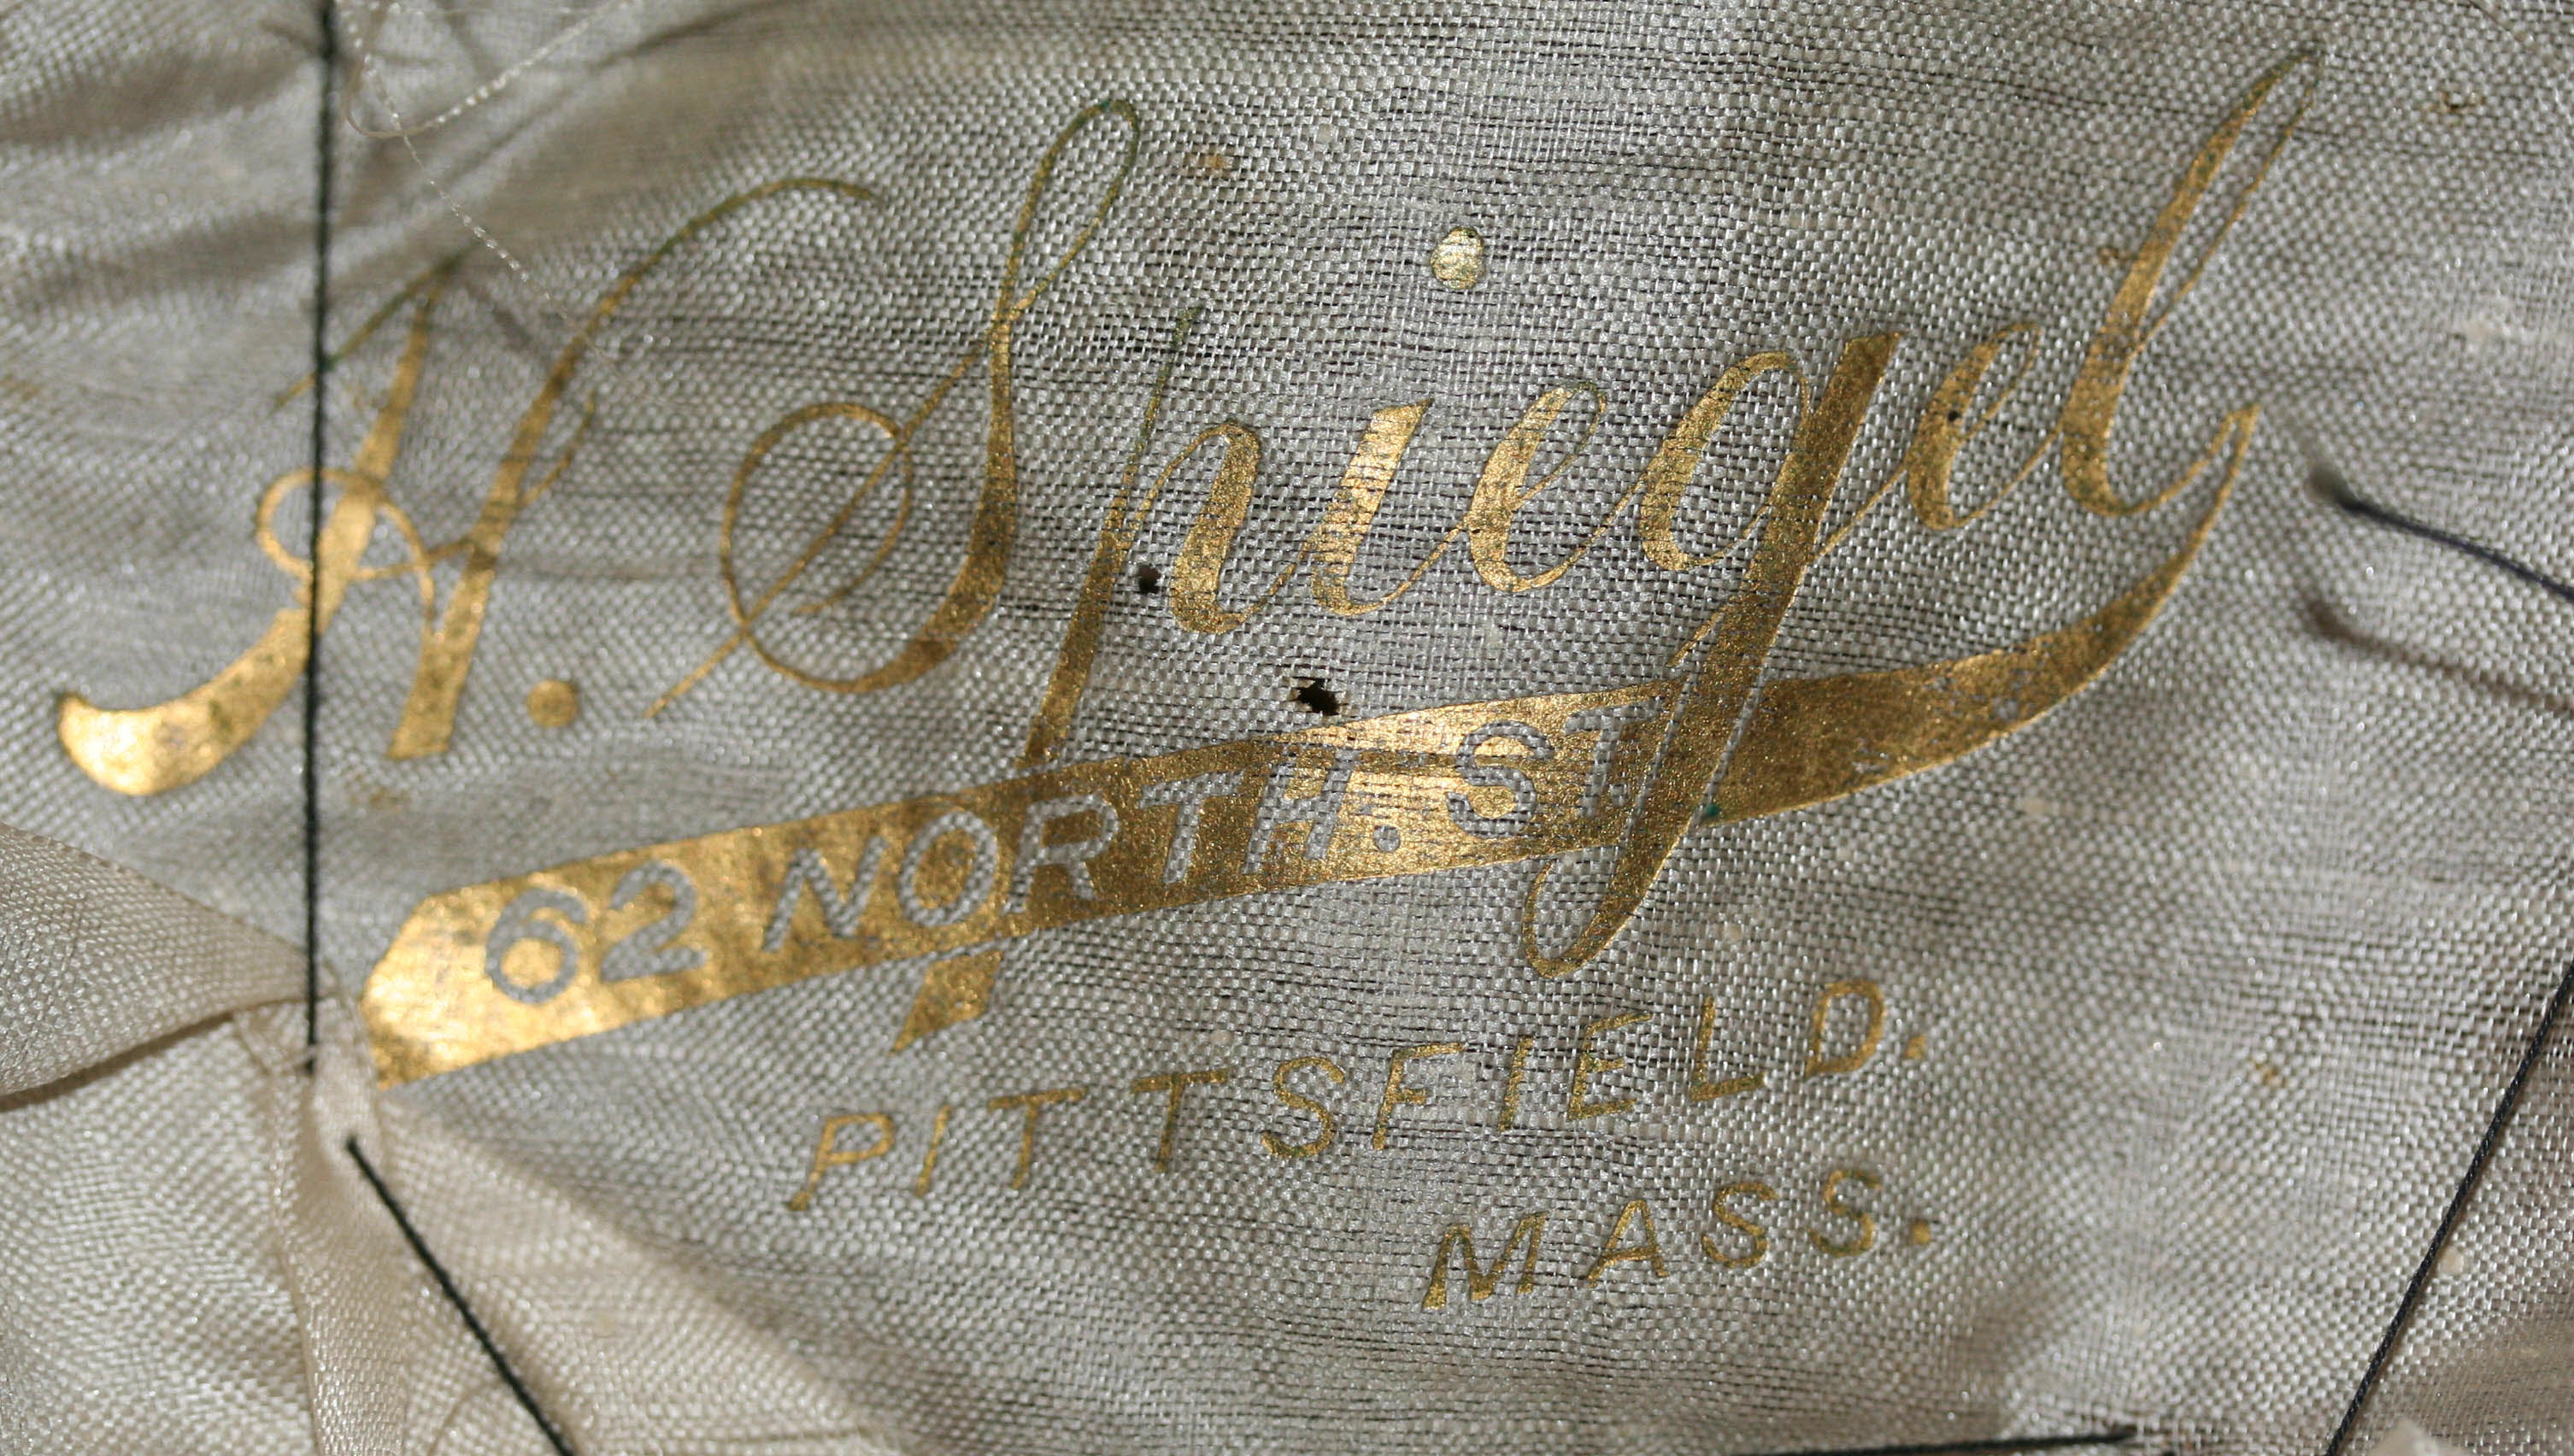 H. Spiegel
62 NORTH. ST
PITTSFIELD.
MASS.